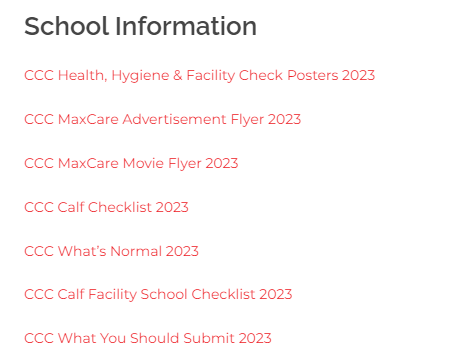 School Information
CCC Health, Hygiene & Facility Check Posters 2023
CCC MaxCare Advertisement Flyer 2023
CCC MaxCare Movie Flyer 2023
CCC Calf Checklist 2023
CCC What’s Normal 2023
CCC Calf Facility School Checklist 2023
CCC What You Should Submit 2023